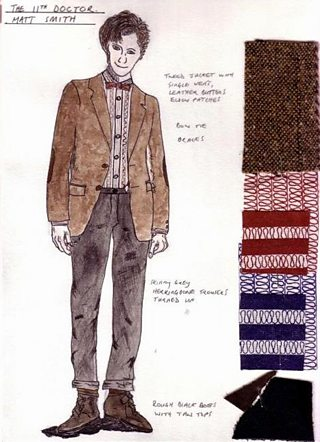 THE 11TH DOCTOR.
MATT SMITH
TWEED JACKET WITH
SINGLE VENT,
LEATHER BUTTONS
ELBOW PATCHES
BOW TIE
BRACES
SKINNY GREY
HERRINGBONE TROUSERS
TURNED UP
ROUGH BLACK BOOTS
WITH TAN TOPS